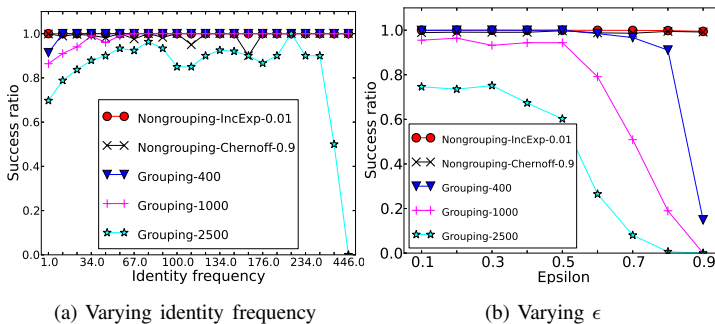 Success ratio
1.0
0.8
0.6
0.4
0.2
0.0
Nongrouping-IncExp-0.01
Nongrouping-Chernoff-0.9
Grouping-400
Grouping-1000
Grouping-2500
1.0 34.0 67.0 100.0 134.0 176.0 234.0 446.0
Identity frequency
(a) Varying identity frequency
Success ratio
1.0
0.8
0.6
0.4
0.2
0.0
Nongrouping-IncExp-0.01
Nongrouping-Chernoff-0.9
Grouping-400
Grouping-1000
Grouping-2500
0.1 0.3 0.5 0.7 0.9
Epsilon
(b) Varying ϵ